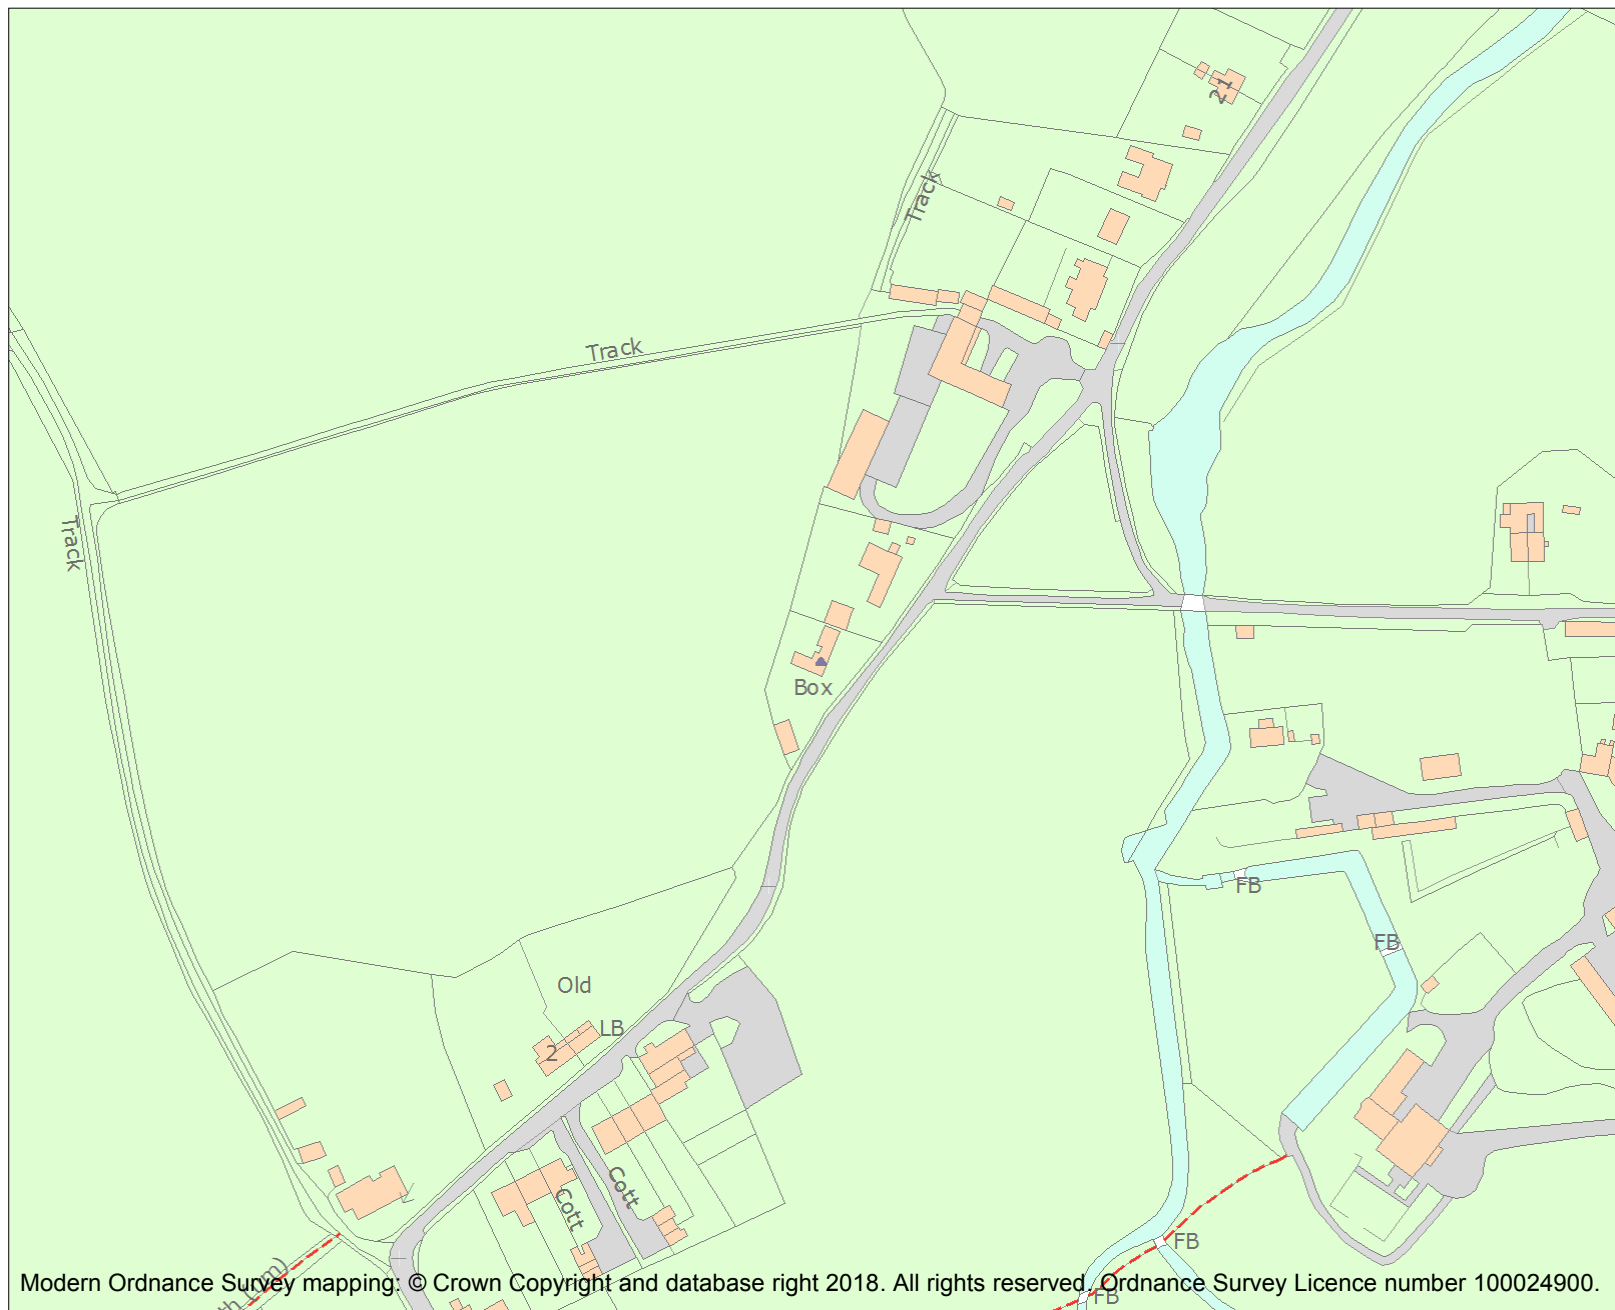 21
Track
Track
Track
Box
FB
FB
Old
LB
2
Cott
Cott
FB
FB
Modern Ordnance Survey mapping: © Crown Copyright and database right 2018. All rights reserved. Ordnance Survey Licence number 100024900.